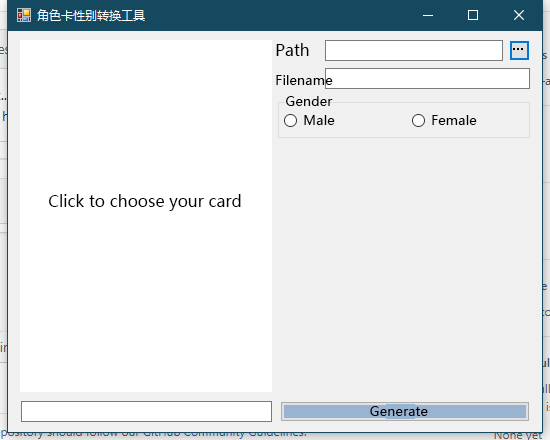 角色卡性别转换工具
Path
...
Filename
Gender
Male
Female
Click to choose your card
Generate
pository should follow our GitHub Community Guidelines.
None yet